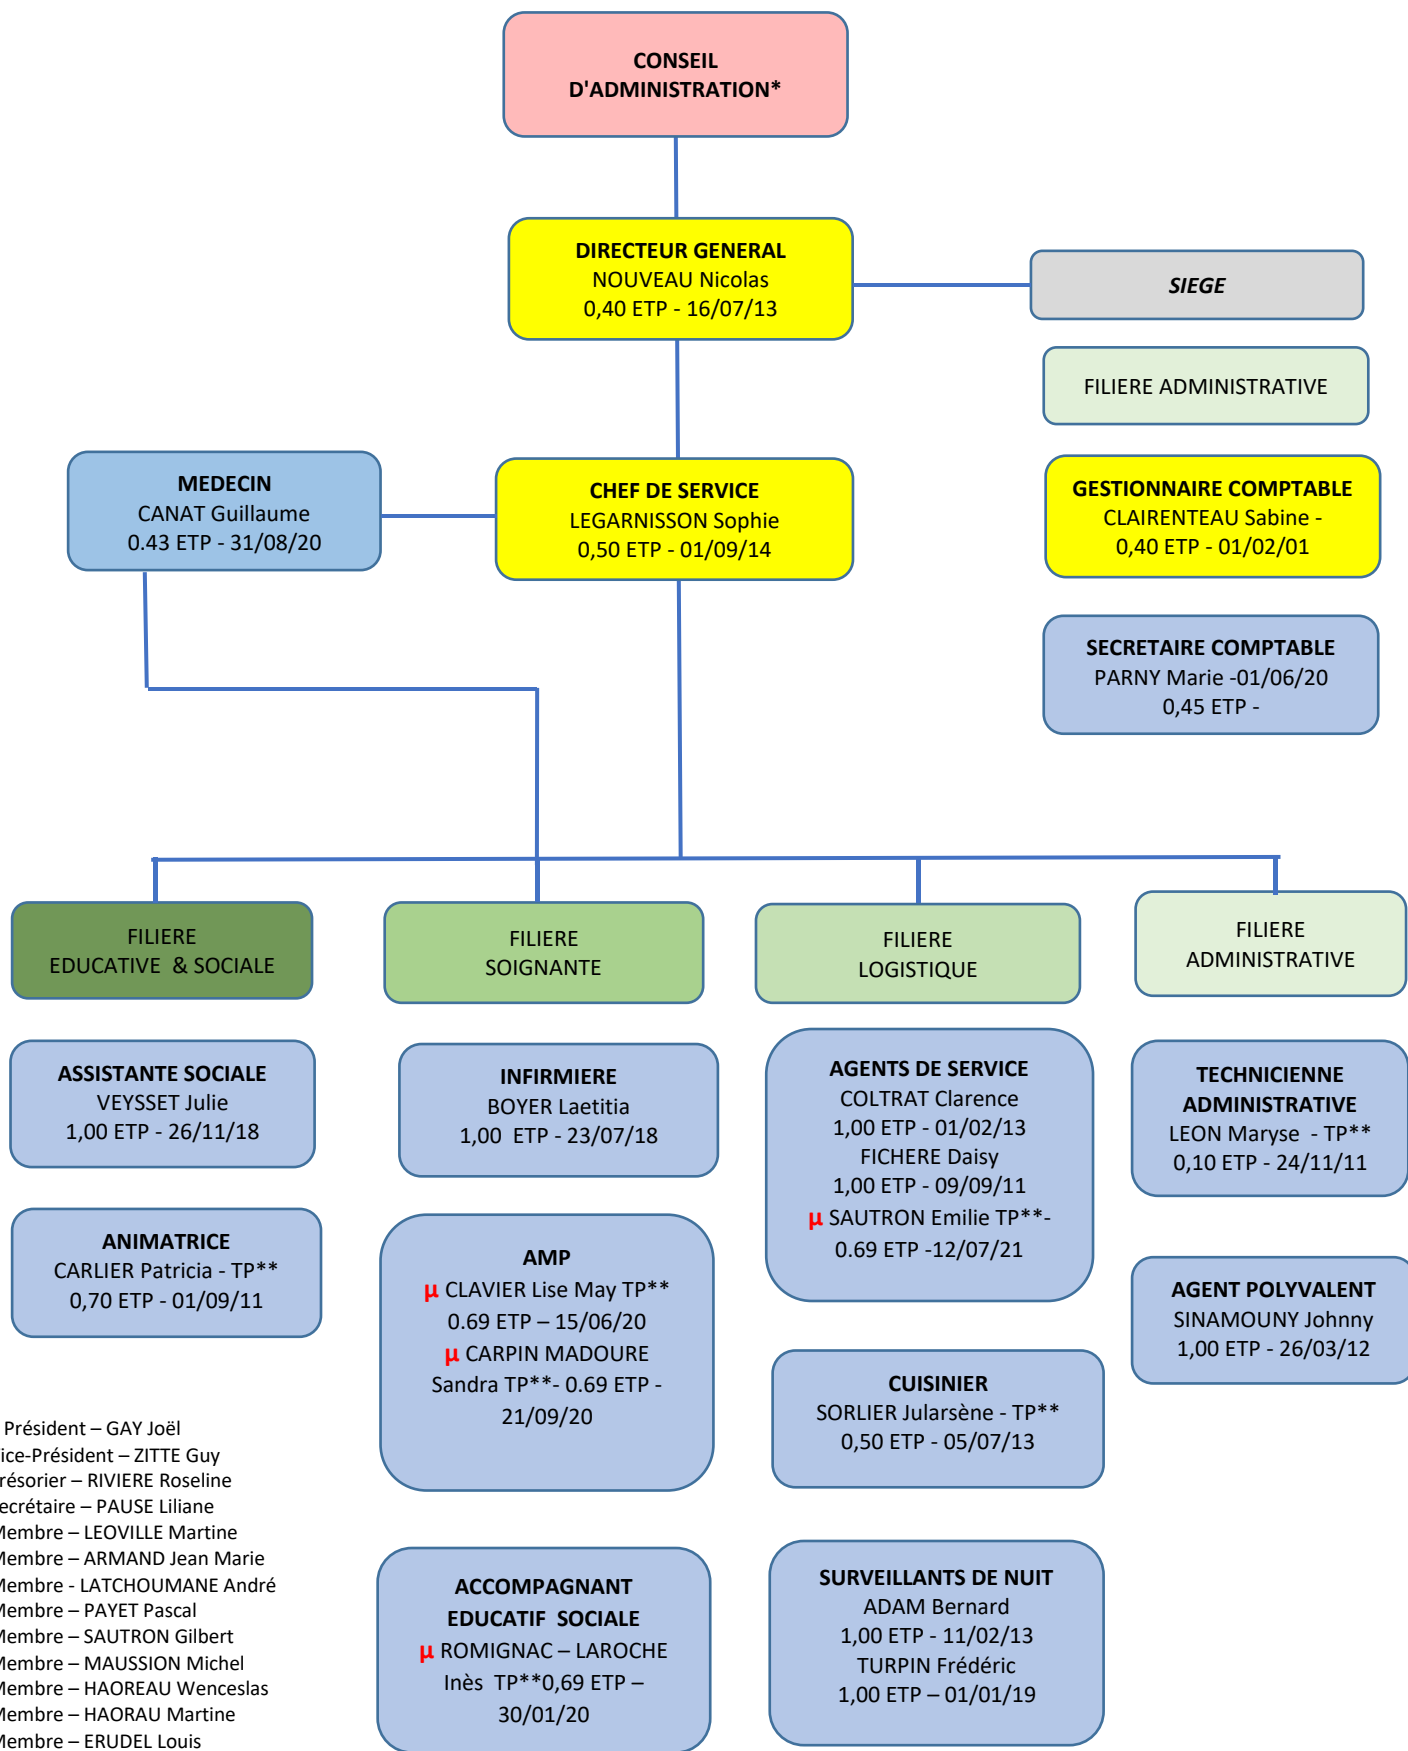 CONSEIL
D'ADMINISTRATION*
DIRECTEUR GENERAL
NOUVEAU Nicolas
0,40 ETP - 16/07/13
SIEGE
FILIERE ADMINISTRATIVE
MEDECIN
CANAT Guillaume
0.43 ETP - 31/08/20
CHEF DE SERVICE
LEGARNISSON Sophie
0,50 ETP - 01/09/14
GESTIONNAIRE COMPTABLE
CLAIRENTEAU Sabine -
0,40 ETP - 01/02/01
SECRETAIRE COMPTABLE
PARNY Marie -01/06/20
0,45 ETP -
FILIERE
EDUCATIVE & SOCIALE
FILIERE
SOIGNANTE
FILIERE
LOGISTIQUE
FILIERE
ADMINISTRATIVE
ASSISTANTE SOCIALE
VEYSSET Julie
1,00 ETP - 26/11/18
ANIMATRICE
CARLIER Patricia - TP**
0,70 ETP - 01/09/11
INFIRMIERE
BOYER Laetitia
1,00 ETP - 23/07/18
AMP
µ CLAVIER Lise May TP**
0.69 ETP – 15/06/20
µ CARPIN MADOURE
Sandra TP**- 0.69 ETP -
21/09/20
ACCOMPAGNANT
EDUCATIF SOCIALE
µ ROMIGNAC – LAROCHE
Inès TP**0,69 ETP –
30/01/20
AGENTS DE SERVICE
COLTRAT Clarence
1,00 ETP - 01/02/13
FICHERE Daisy
1,00 ETP - 09/09/11
µ SAUTRON Emilie TP**-
0.69 ETP -12/07/21
CUISINIER
SORLIER Jularsène - TP**
0,50 ETP - 05/07/13
SURVEILLANTS DE NUIT
ADAM Bernard
1,00 ETP - 11/02/13
TURPIN Frédéric
1,00 ETP – 01/01/19
TECHNICIENNE
ADMINISTRATIVE
LEON Maryse - TP**
0,10 ETP - 24/11/11
AGENT POLYVALENT
SINAMOUNY Johnny
1,00 ETP - 26/03/12
Président – GAY Joël
ice-Président – ZITTE Guy
résorier – RIVIERE Roseline
ecrétaire – PAUSE Liliane
Membre – LEOVILLE Martine
Membre – ARMAND Jean Marie
Membre - LATCHOUMANE André
Membre – PAYET Pascal
Membre – SAUTRON Gilbert
Membre – MAUSSION Michel
Membre – HAOREAU Wenceslas
Membre – HAORAU Martine
Membre – ERUDEL Louis